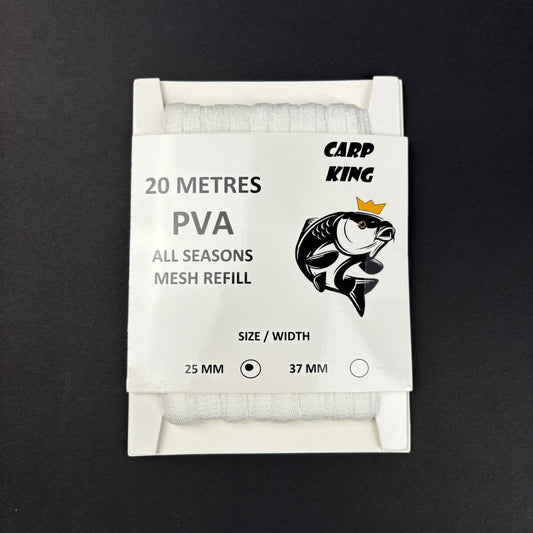 CARP
KING
20 METRES
PVA
ALL SEASONS
MESH REFILL
SIZE / WIDTH
25 MM
37 MM